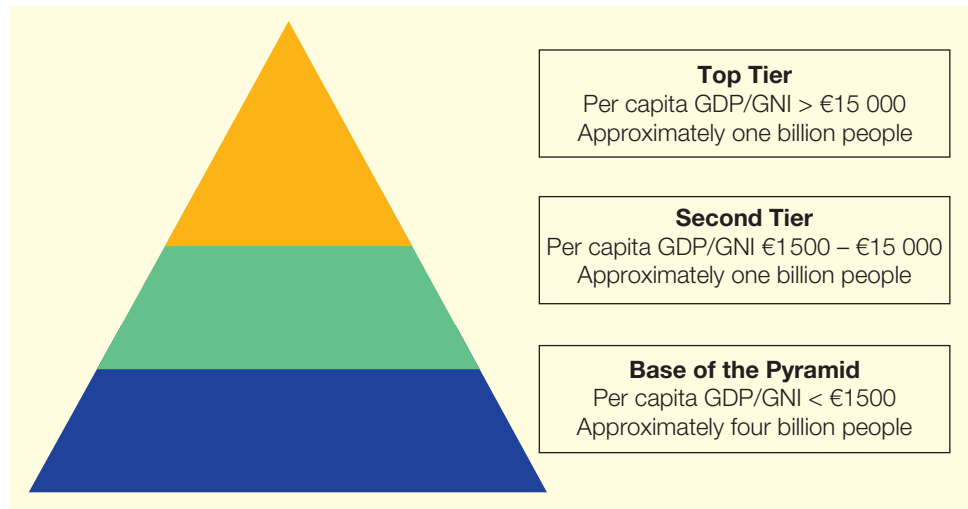 Top Tier
Per capita GDP/GNI > €15 000
Approximately one billion people
Second Tier
Per capita GDP/GNI €1500 – €15 000
Approximately one billion people
Base of the Pyramid
Per capita GDP/GNI < €1500
Approximately four billion people